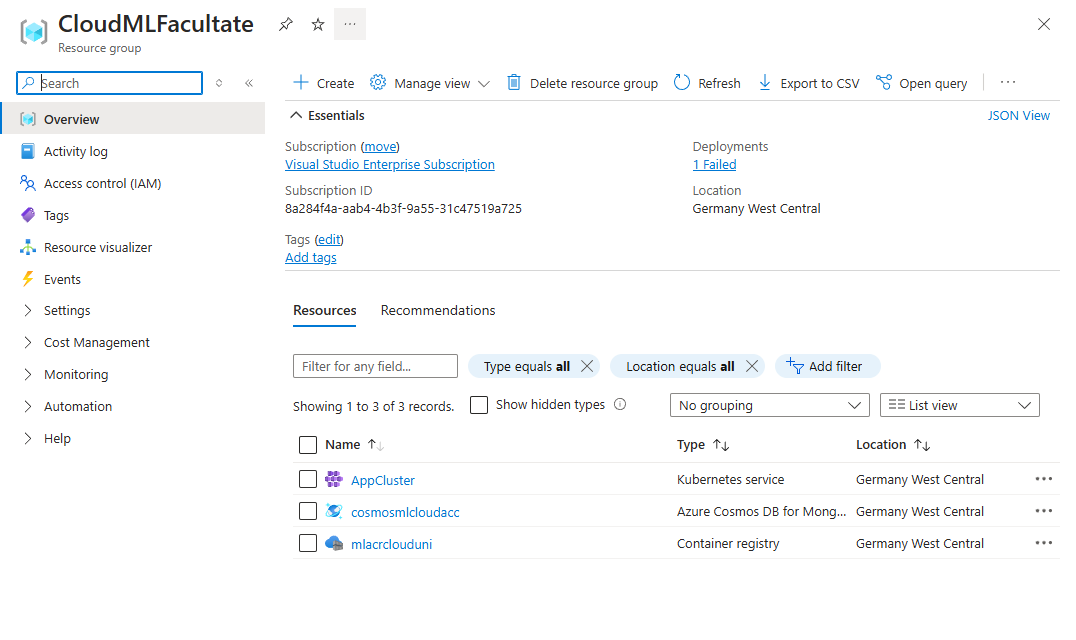 CloudMLFacultate
Resource group
Search
Overview
Activity log
Access control (IAM)
Tags
Resource visualizer
Events
Settings
Cost Management
Monitoring
Automation
Help
Create Manage view Delete resource group Refresh Export to CSV Open query
Essentials JSON View
Subscription (move)
Visual Studio Enterprise Subscription
Subscription ID
8a284f4a-aab4-4b3f-9a55-31c47519a725
Tags (edit)
Add tags
Deployments
1 Failed
Location
Germany West Central
Resources Recommendations
Filter for any field... Type equals all Location equals all Add filter
Showing 1 to 3 of 3 records. Show hidden types No grouping List view
Name Type Location
AppCluster Kubernetes service Germany West Central
cosmosmlcloudacc Azure Cosmos DB for Mong... Germany West Central
mlacrclouduni Container registry Germany West Central